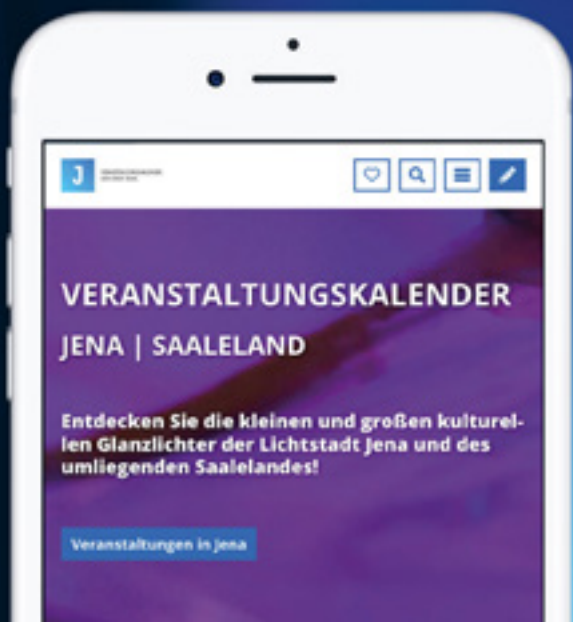 J
VERANSTALTUNGSKALENDER
JENA | SAALELAND
Entdecken Sie die kleinen und großen kulturel-
len Glanzlichter der Lichtstadt Jena und des
umliegenden Saalelandes!
Veranstaltungen in Jena